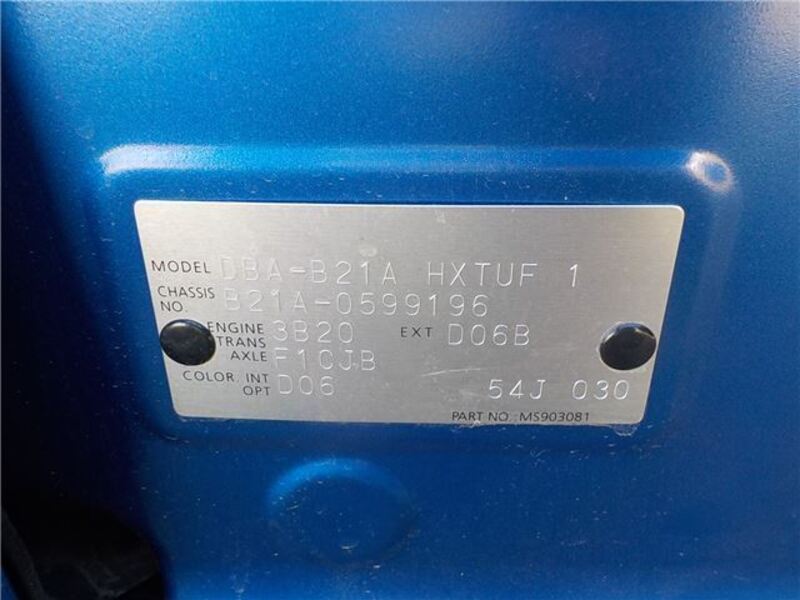 MODEL DBA-B21A HXTUF 1
CHASSIS NO. B21A-0599196
ENGINE 3B20 EXT D06B
TRANS AXLE F1CJB
COLOR. INT OPT D06 54J 030
PART NO.:MS903081